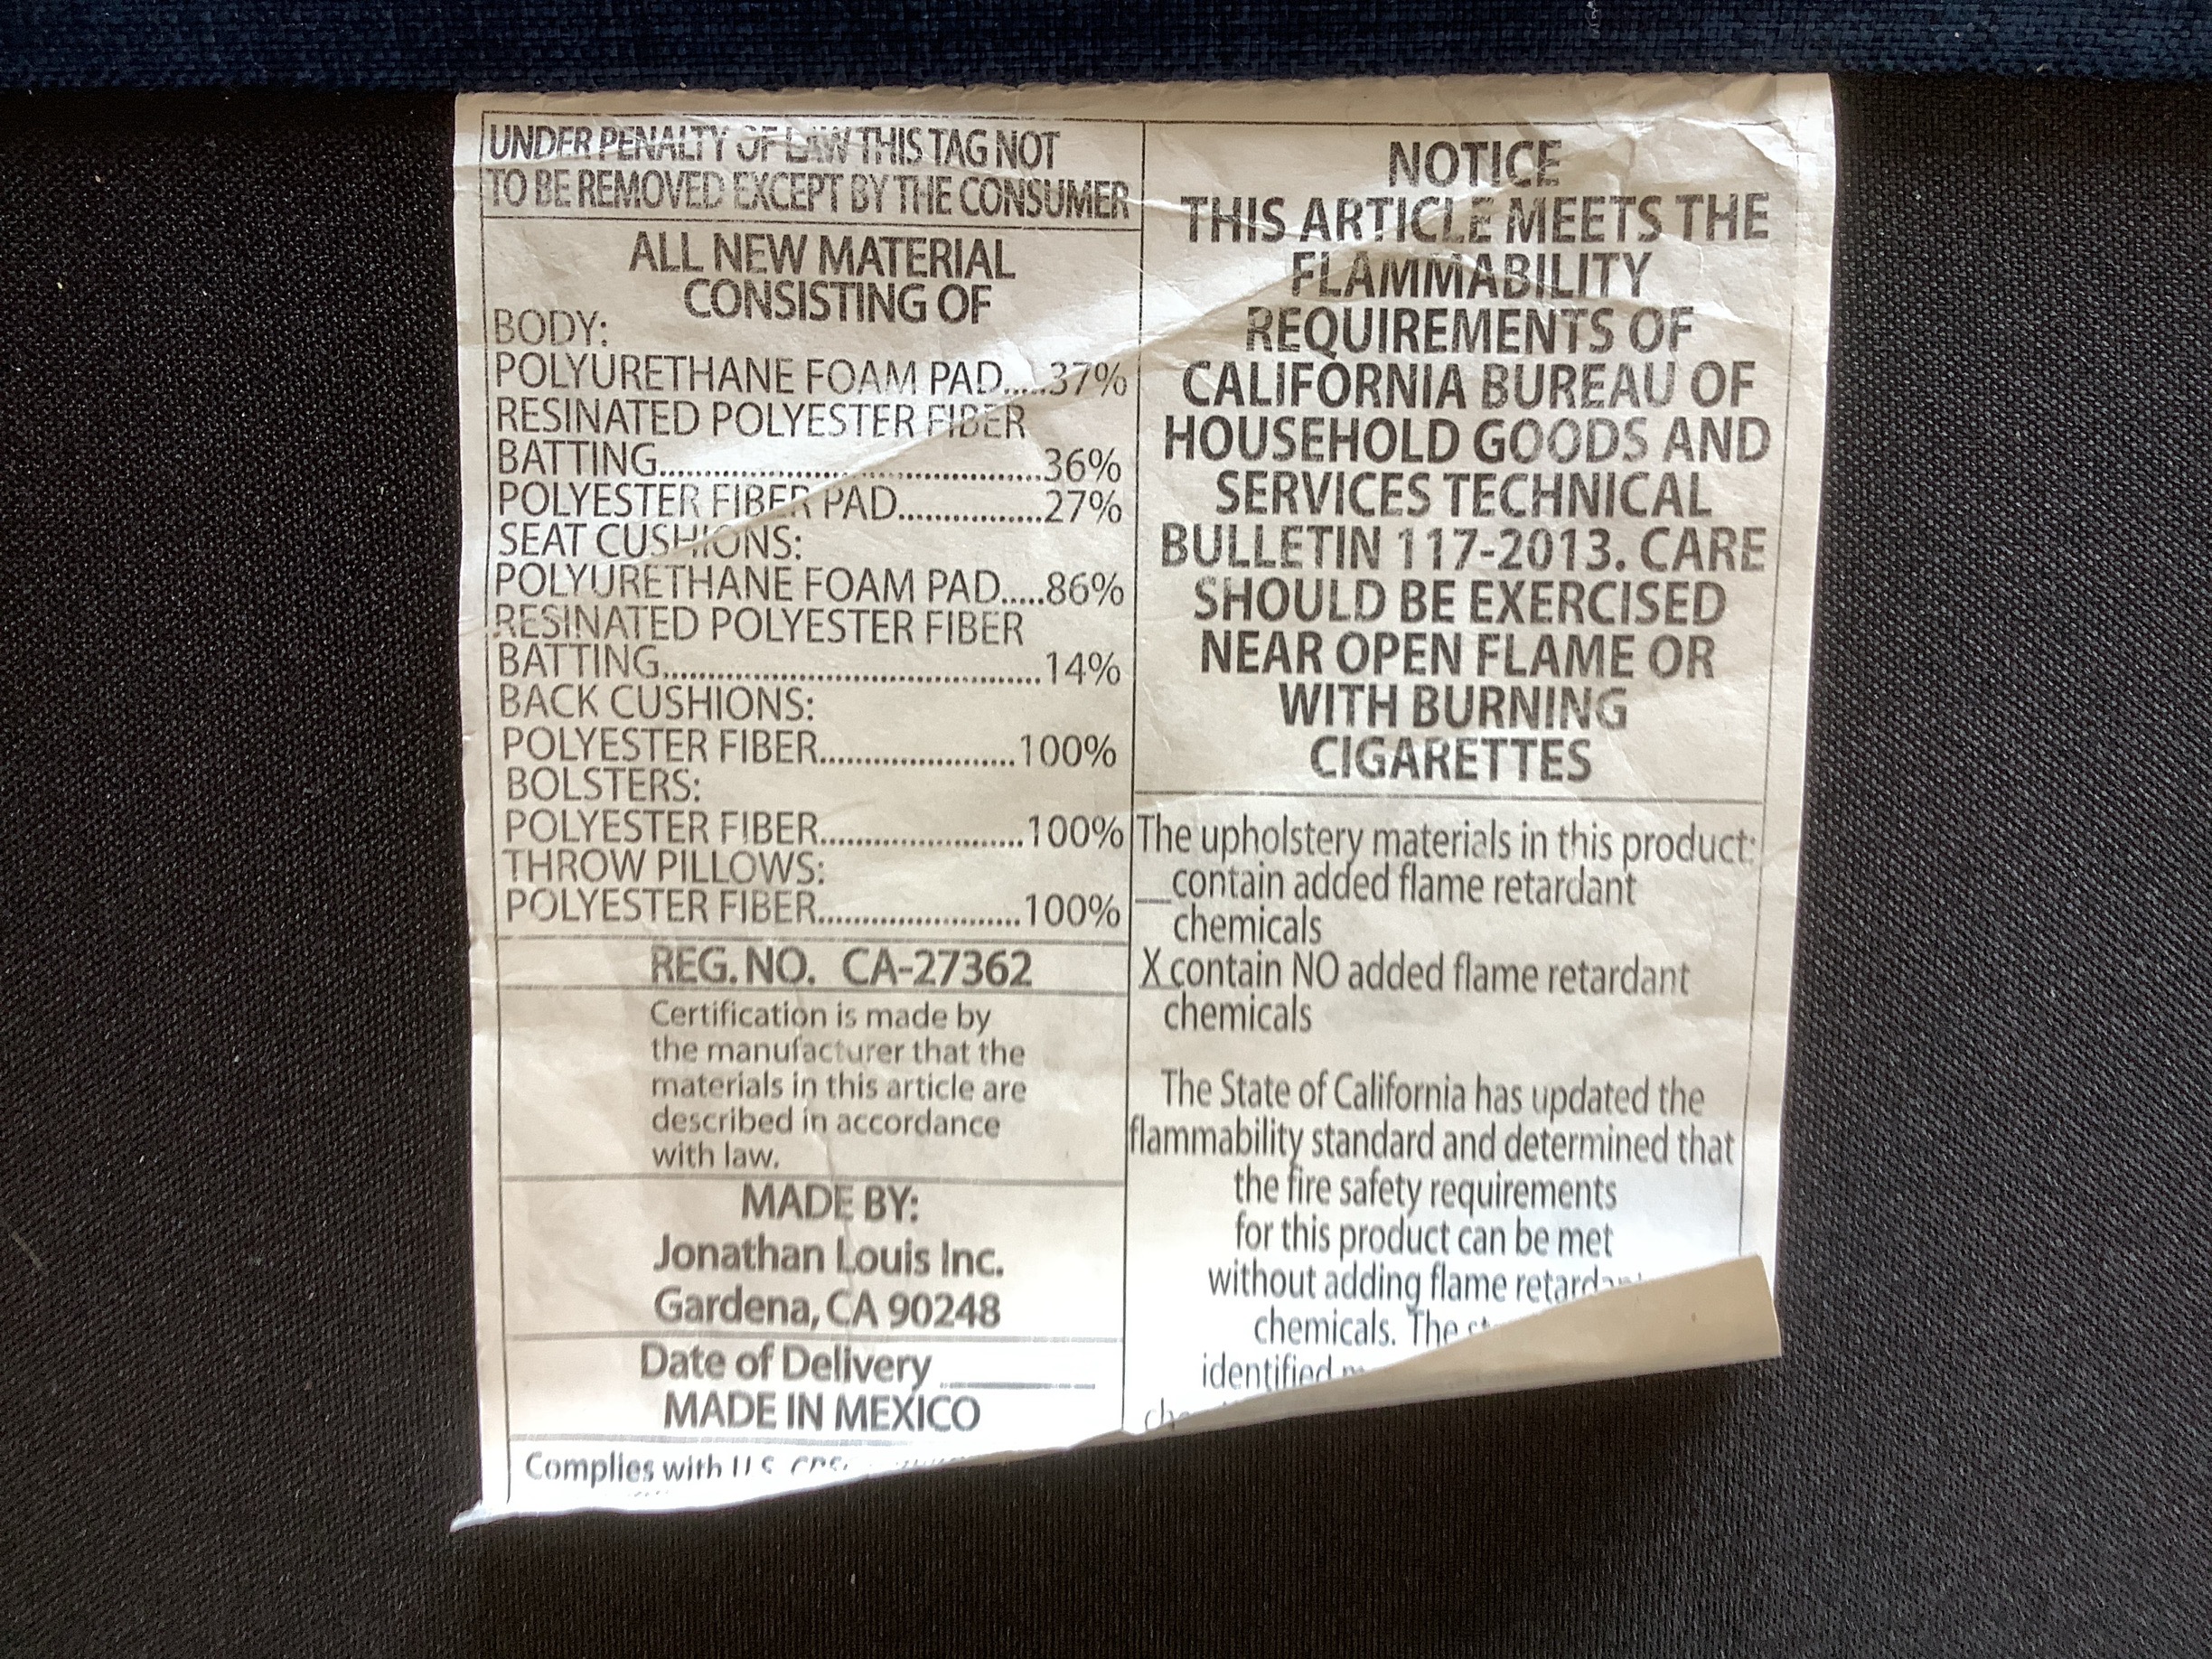 UNDER PENALTY OF LAW THIS TAG NOT
TO BE REMOVED EXCEPT BY THE CONSUMER
ALL NEW MATERIAL
CONSISTING OF
BODY:
POLYURETHANE FOAM PAD.....37%
RESINATED POLYESTER FIBER
BATTING..........................................36%
POLYESTER FIBER PAD................27%
SEAT CUSHIONS:
POLYURETHANE FOAM PAD.....86%
RESINATED POLYESTER FIBER
BATTING..........................................14%
BACK CUSHIONS:
POLYESTER FIBER......................100%
BOLSTERS:
POLYESTER FIBER.......................100%
THROW PILLOWS:
POLYESTER FIBER.......................100%
REG. NO. CA-27362
Certification is made by
the manufacturer that the
materials in this article are
described in accordance
with law.
MADE BY:
Jonathan Louis Inc.
Gardena, CA 90248
Date of Delivery ________
MADE IN MEXICO
Complies with U.S.
NOTICE
THIS ARTICLE MEETS THE
FLAMMABILITY
REQUIREMENTS OF
CALIFORNIA BUREAU OF
HOUSEHOLD GOODS AND
SERVICES TECHNICAL
BULLETIN 117-2013. CARE
SHOULD BE EXERCISED
NEAR OPEN FLAME OR
WITH BURNING
CIGARETTES
The upholstery materials in this product:
__contain added flame retardant
chemicals
X contain NO added flame retardant
chemicals
The State of California has updated the
flammability standard and determined that
the fire safety requirements
for this product can be met
without adding flame
chemicals. The
identified